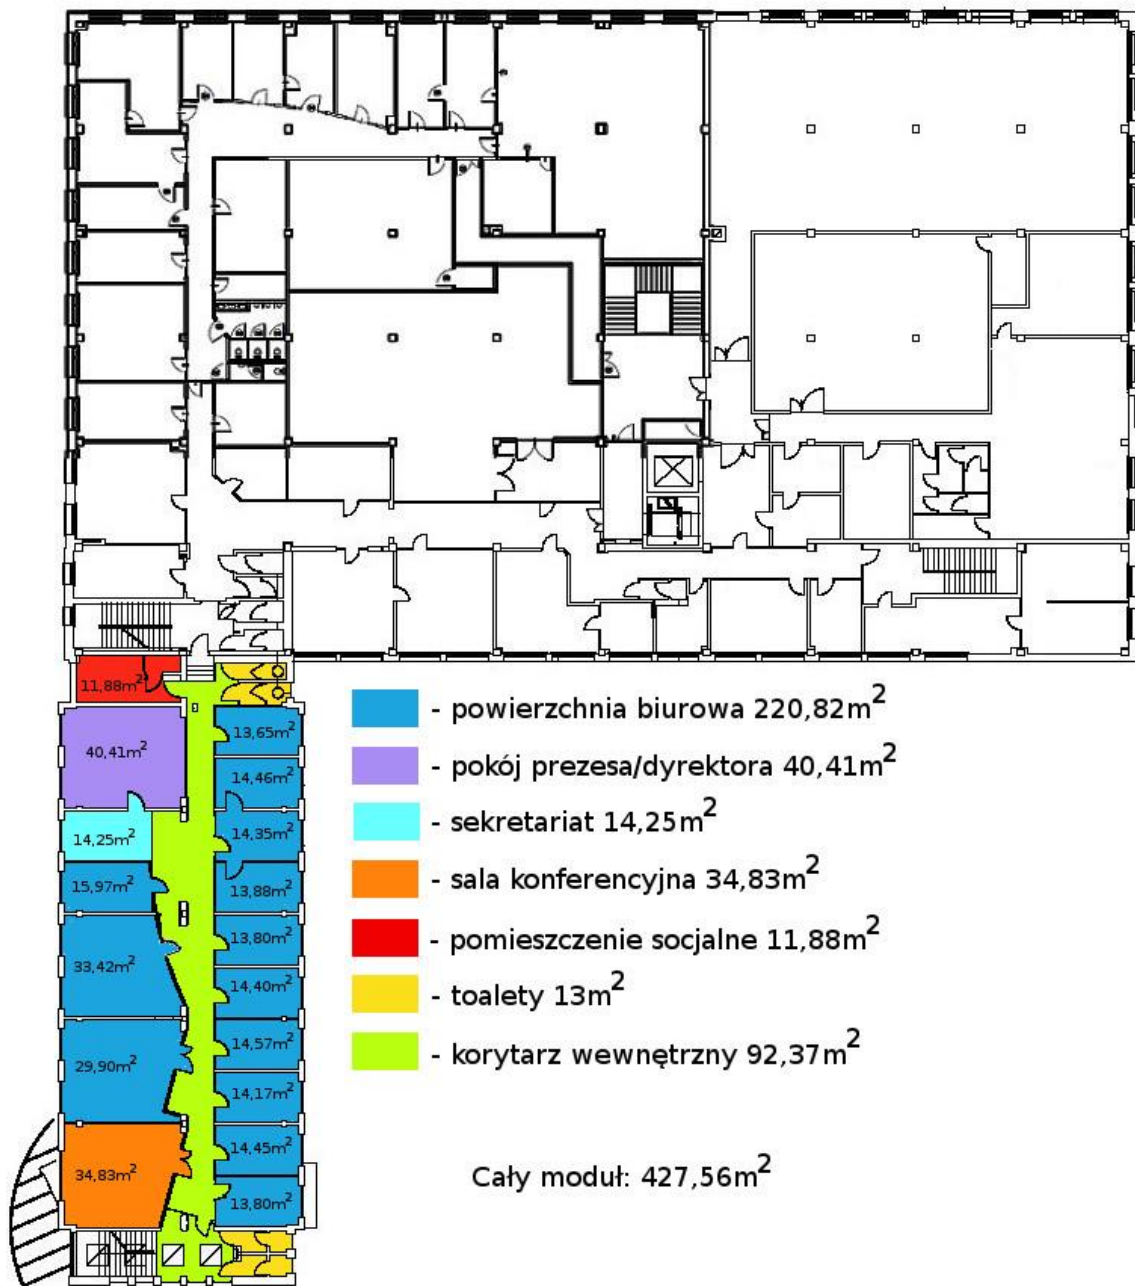 11,88m²
40,41m²
14,25m²
15,97m²
33,42m²
29,90m²
34,83m²
13,65m²
14,46m²
14,35m²
13,88m²
13,80m²
14,40m²
14,57m²
14,17m²
14,45m²
13,80m²
- powierzchnia biurowa 220,82m²
- pokój prezesa/dyrektora 40,41m²
- sekretariat 14,25m²
- sala konferencyjna 34,83m²
- pomieszczenie socjalne 11,88m²
- toalety 13m²
- korytarz wewnętrzny 92,37m²
Cały moduł: 427,56m²